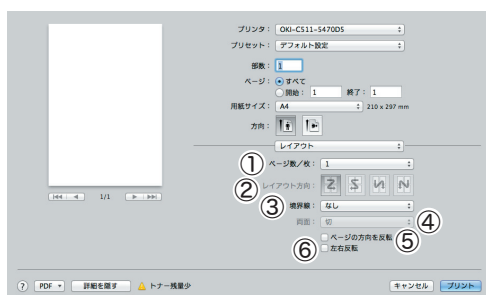 プリンタ： OKI-C511-5470D5
プリセット： デフォルト設定
部数： 1
ページ： すべて
開始： 1 終了： 1
用紙サイズ： A4 210 x 297 mm
方向：
レイアウト
① ページ数/枚： 1
② レイアウト方向：
1/1
③ 境界線： なし
両面： 切 ④
ページの方向を反転 ⑤
⑥ 左右反転
? PDF 詳細を隠す トナー残量少 キャンセル プリント